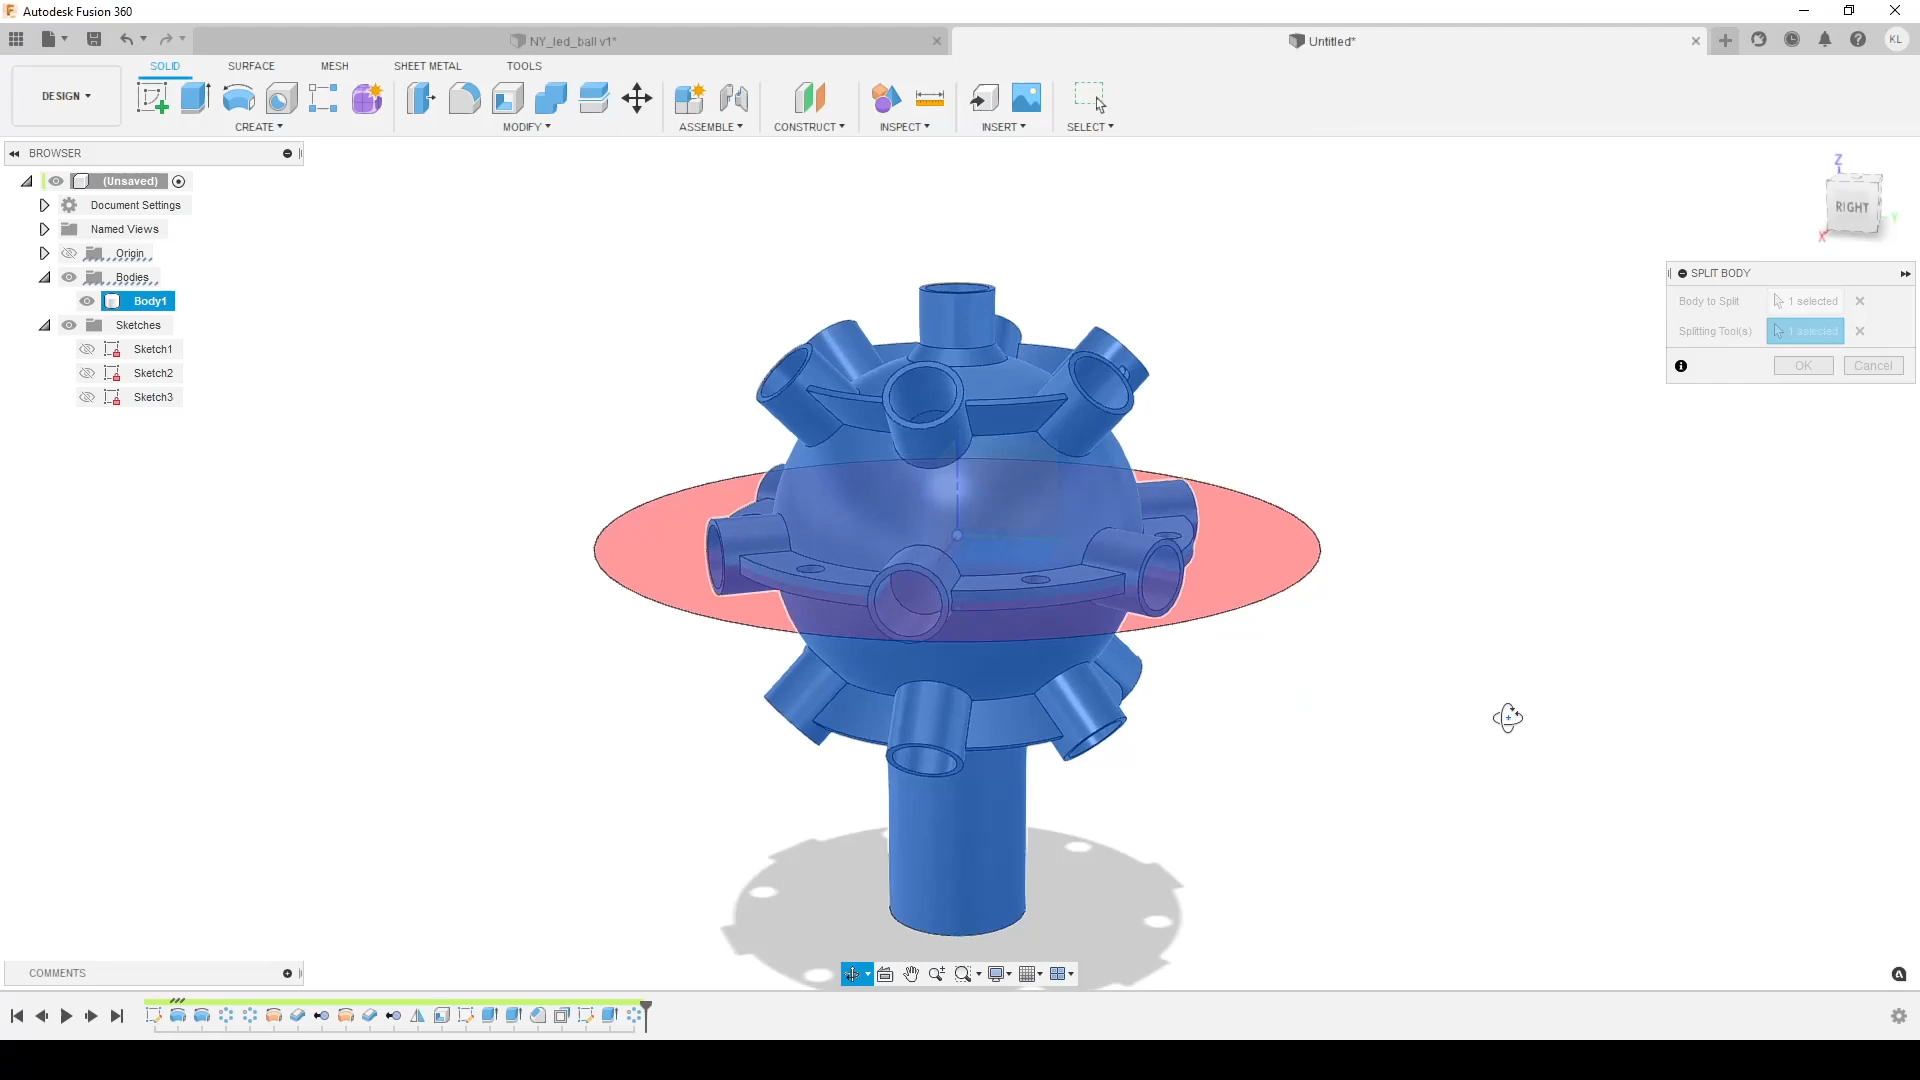 Autodesk Fusion 360
NY_led_ball v1*
Untitled*
KL
DESIGN
SOLID
SURFACE
MESH
SHEET METAL
TOOLS
CREATE
MODIFY
ASSEMBLE
CONSTRUCT
INSPECT
INSERT
SELECT
BROWSER
(Unsaved)
Document Settings
Named Views
Origin
Bodies
Body1
Sketches
Sketch1
Sketch2
Sketch3
Z
RIGHT
Y
X
SPLIT BODY
Body to Split
1 selected
Splitting Tool(s)
1 selected
OK
Cancel
COMMENTS